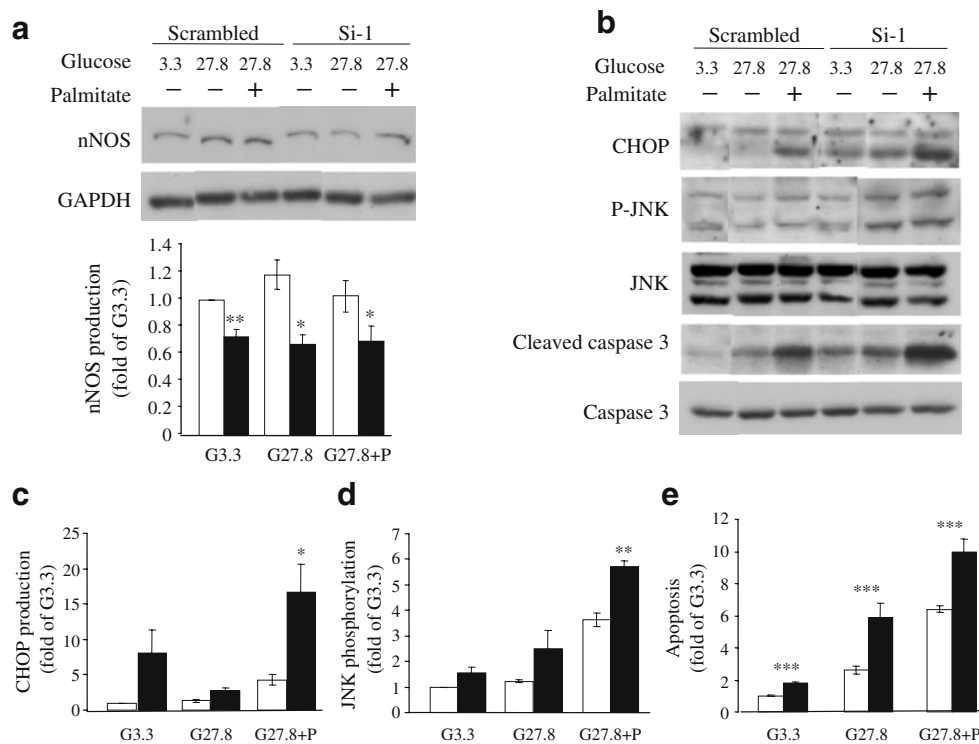 a
Scrambled Si-1
Glucose 3.3 27.8 27.8 3.3 27.8 27.8
Palmitate − − + − − +
nNOS
GAPDH
nNOS production
(fold of G3.3)
1.4
1.2
1.0
0.8
0.6
0.4
0.2
0
**
*
*
G3.3 G27.8 G27.8+P
b
Scrambled Si-1
Glucose 3.3 27.8 27.8 3.3 27.8 27.8
Palmitate − − + − − +
CHOP
P-JNK
JNK
Cleaved caspase 3
Caspase 3
c
CHOP production
(fold of G3.3)
25
20
15
10
5
0
*
G3.3 G27.8 G27.8+P
d
JNK phosphorylation
(fold of G3.3)
7
6
5
4
3
2
1
0
**
G3.3 G27.8 G27.8+P
e
Apoptosis
(fold of G3.3)
12
10
8
6
4
2
0
***
***
***
G3.3 G27.8 G27.8+P